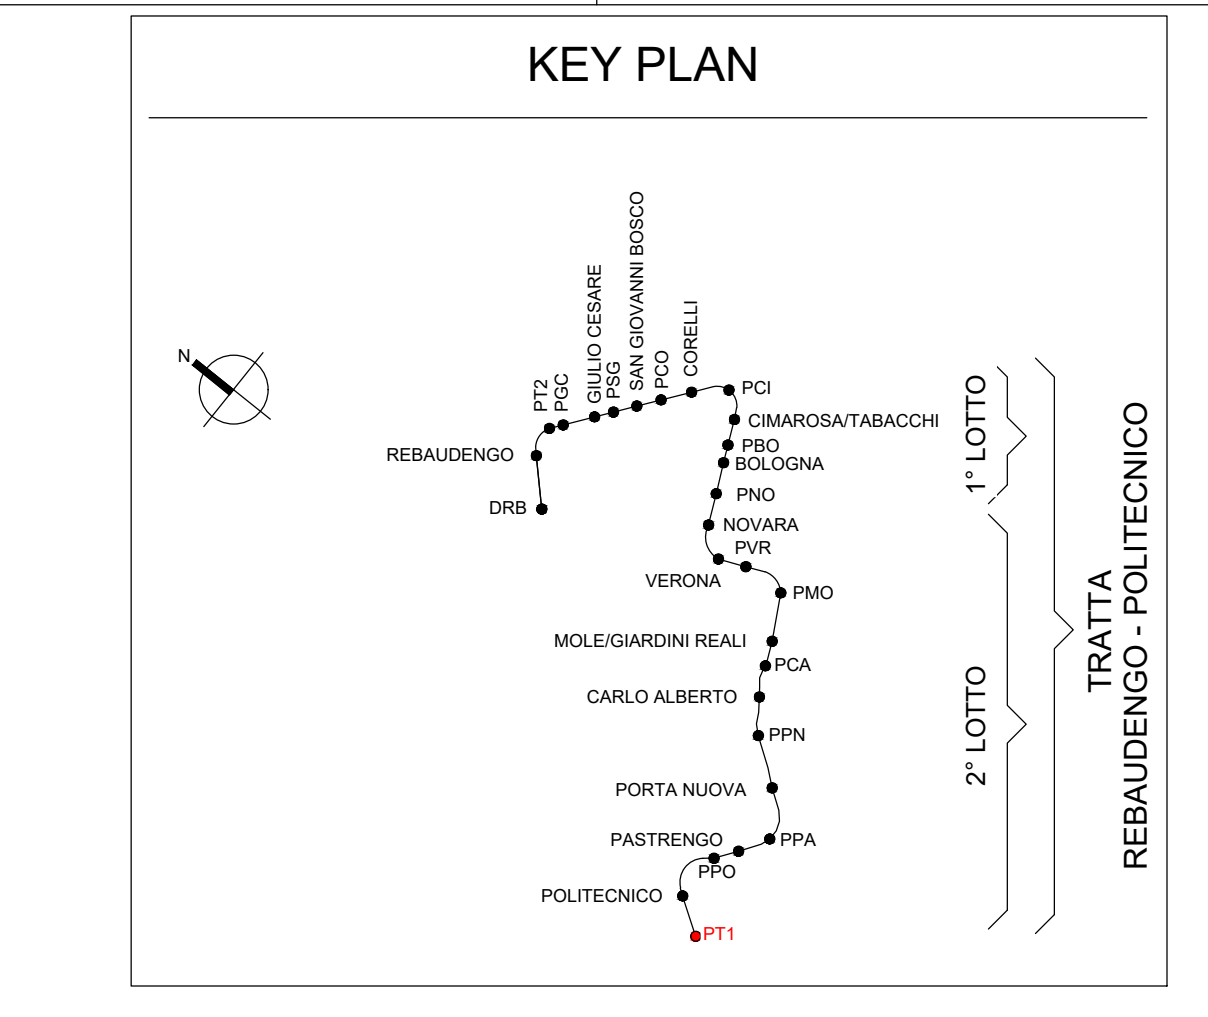 KEY PLAN
N
PT2
PGC
GIULIO CESARE
PSG
SAN GIOVANNI BOSCO
PCO
CORELLI
PCI
CIMAROSA/TABACCHI
REBAUDENGO
PBO
BOLOGNA
DRB
PNO
NOVARA
PVR
VERONA
PMO
MOLE/GIARDINI REALI
PCA
CARLO ALBERTO
PPN
PORTA NUOVA
PASTRENGO
PPA
PPO
POLITECNICO
PT1
1° LOTTO
2° LOTTO
TRATTA
REBAUDENGO - POLITECNICO